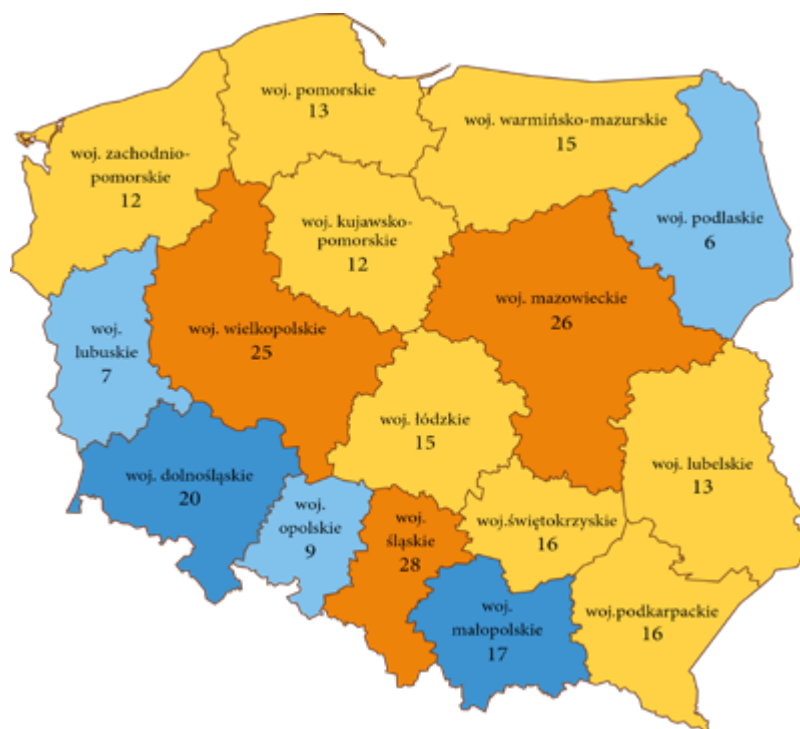 woj. pomorskie
13
woj. warmińsko-mazurskie
15
woj. zachodnio-
pomorskie
12
woj. podlaskie
6
woj. kujawsko-
pomorskie
12
woj. mazowieckie
26
woj. wielkopolskie
25
woj.
lubuskie
7
woj. łódzkie
15
woj. lubelskie
13
woj. dolnośląskie
20
woj.
opolskie
9
woj.
śląskie
28
woj.świętokrzyskie
16
woj.
małopolskie
17
woj.podkarpackie
16